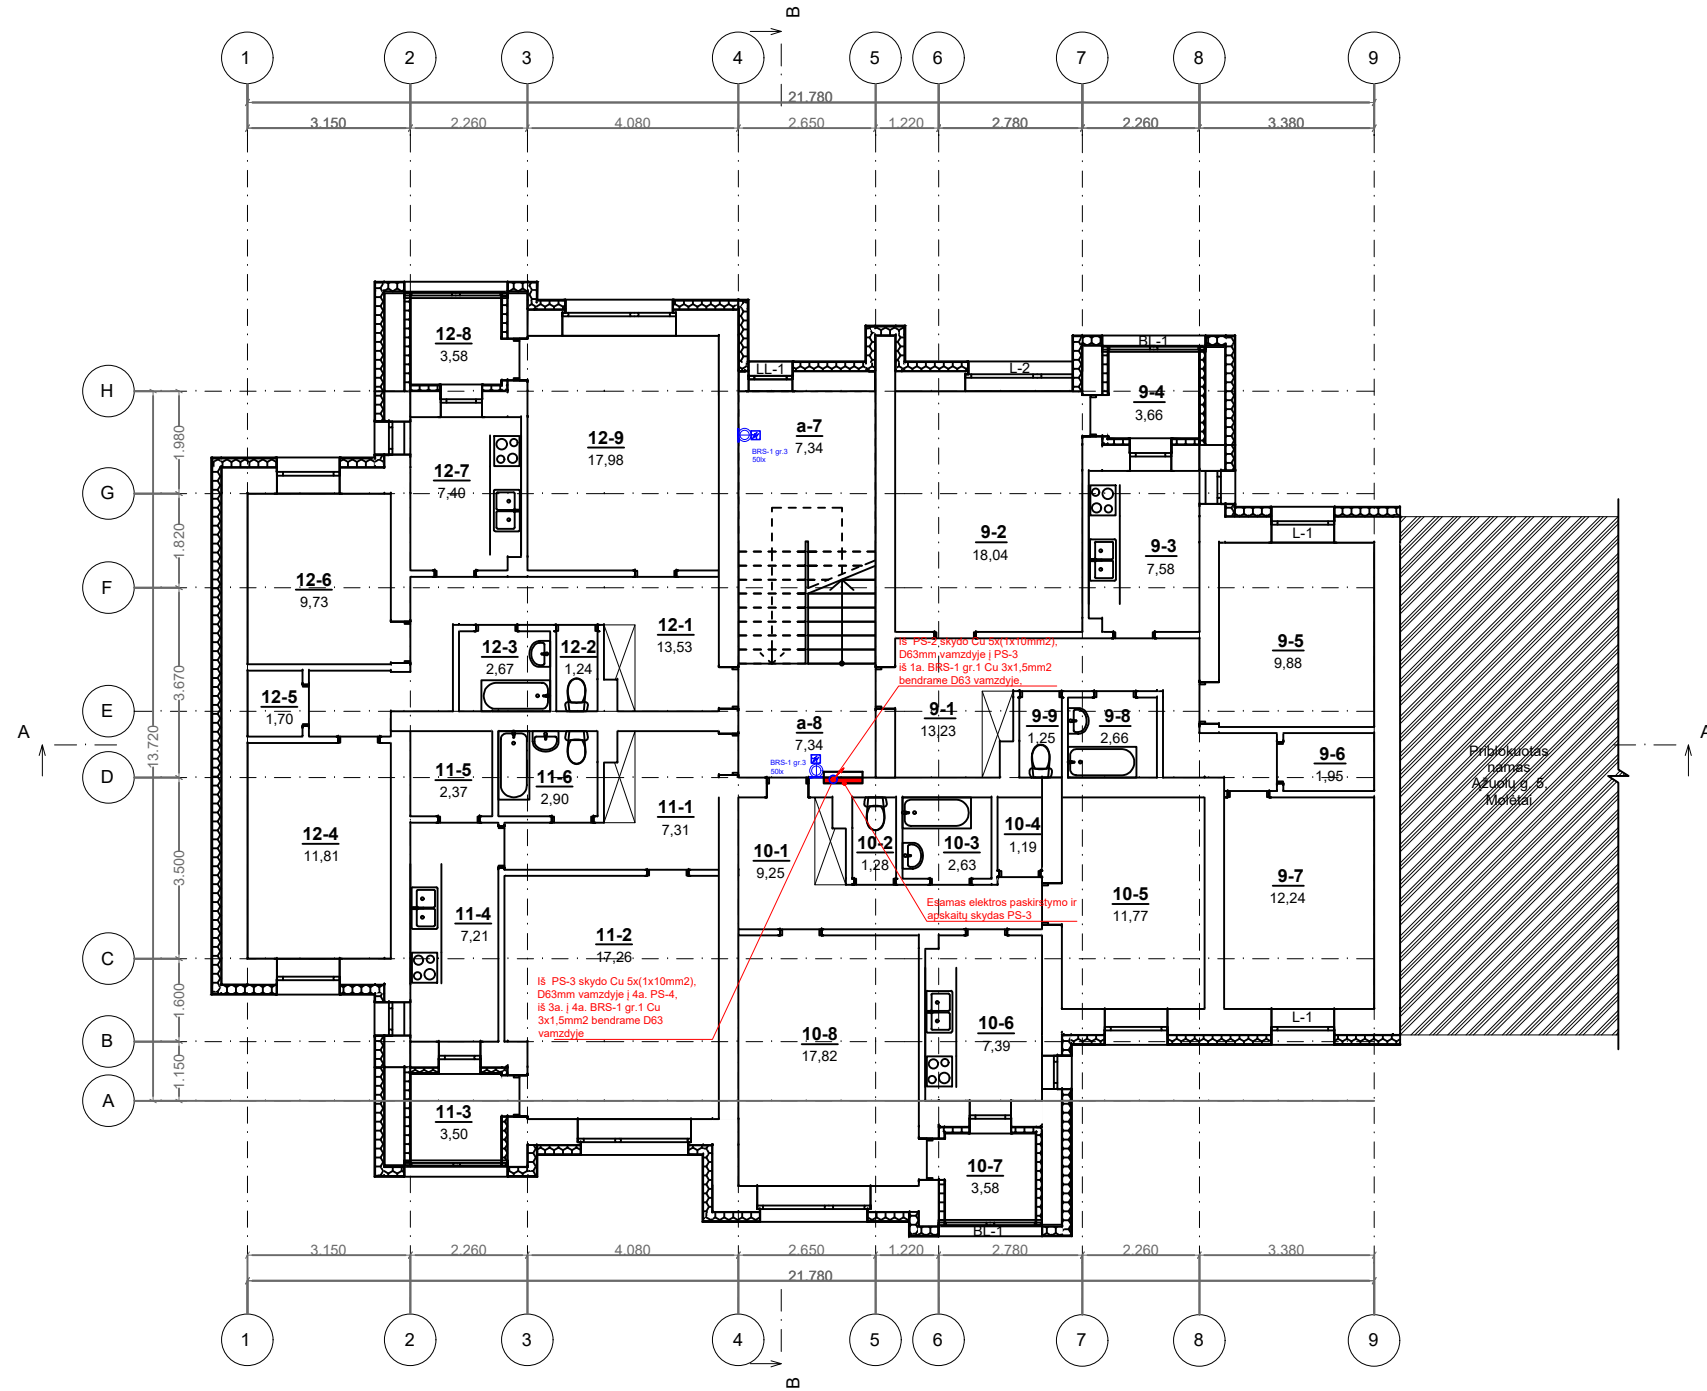 B
1 2 3 4 5 6 7 8 9
21.780
3.150 2.260 4.080 2.650 1.220 2.780 2.260 3.380
H
G
F
E
D
C
B
A
1.980
1.820
3.670
3.500
1.600
1.150
13.720
A
A
12-8
3,58
12-9
17,98
12-7
7,40
12-6
9,73
12-1
13,53
12-3
2,67
12-2
1,24
12-5
1,70
12-4
11,81
11-5
2,37
11-6
2,90
11-1
7,31
11-4
7,21
11-2
17,26
11-3
3,50
LL-1
a-7
7,34
BRS-1 gr.3
50lx
a-8
7,34
BRS-1 gr.3
50lx
L-2
BL-1
9-4
3,66
9-2
18,04
9-3
7,58
L-1
9-5
9,88
9-1
13,23
9-9
1,25
9-8
2,66
9-6
1,95
9-7
12,24
L-1
Iš PS-2 skydo Cu 5x(1x10mm2),
D63mm vamzdyje į PS-3
iš 1a. BRS-1 gr.1 Cu 3x1,5mm2
bendrame D63 vamzdyje,
10-1
9,25
10-2
1,28
10-3
2,63
10-4
1,19
10-5
11,77
Esamas elektros paskirstymo ir
apskaitų skydas PS-3
10-8
17,82
10-6
7,39
10-7
3,58
BL-1
Iš PS-3 skydo Cu 5x(1x10mm2),
D63mm vamzdyje į 4a. PS-4,
iš 3a. į 4a. BRS-1 gr.1 Cu
3x1,5mm2 bendrame D63
vamzdyje
Priblokuotas
namas
Ąžuolų g. 5,
Molėtai
3.150 2.260 4.080 2.650 1.220 2.780 2.260 3.380
21.780
1 2 3 4 5 6 7 8 9
B